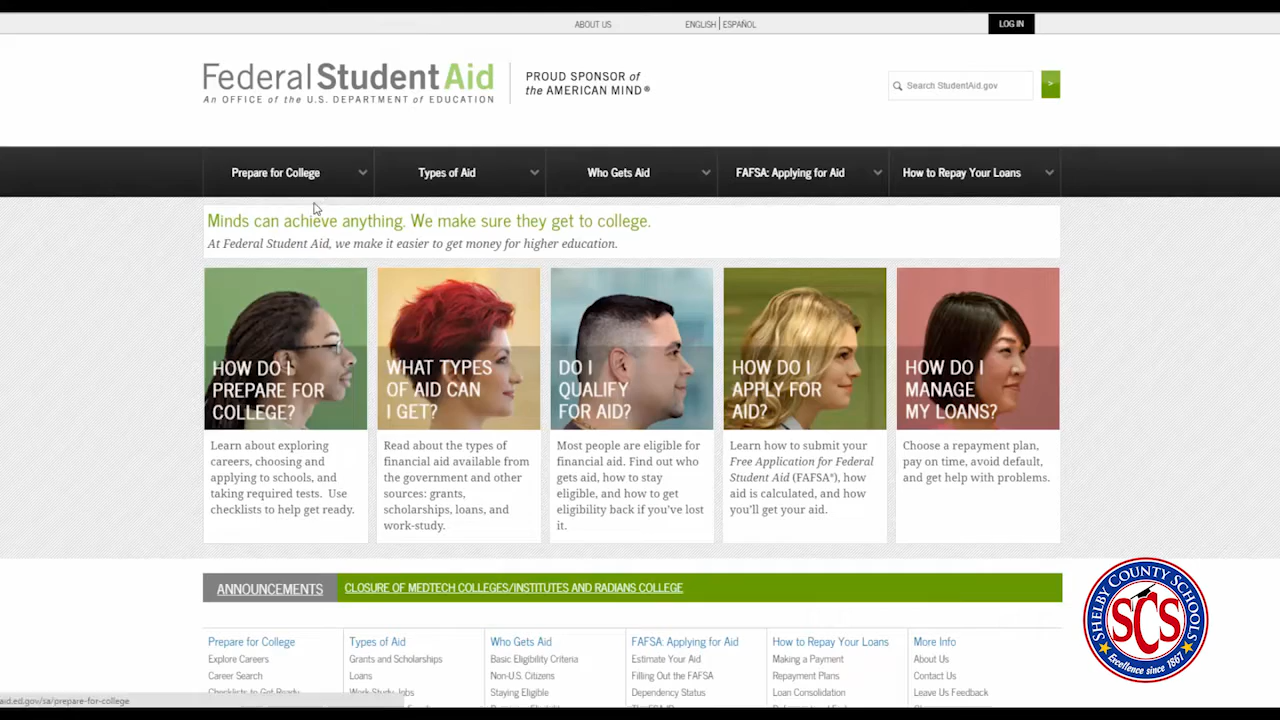 ABOUT US
ENGLISH | ESPAÑOL
LOG IN
Federal Student Aid
An OFFICE of the U.S. DEPARTMENT of EDUCATION
PROUD SPONSOR of
the AMERICAN MIND®
Search StudentAid.gov
>
Prepare for College
Types of Aid
Who Gets Aid
FAFSA: Applying for Aid
How to Repay Your Loans
Minds can achieve anything. We make sure they get to college.
At Federal Student Aid, we make it easier to get money for higher education.
HOW DO I
PREPARE FOR
COLLEGE?
Learn about exploring
careers, choosing and
applying to schools, and
taking required tests. Use
checklists to help get ready.
WHAT TYPES
OF AID CAN
I GET?
Read about the types of
financial aid available from
the government and other
sources: grants,
scholarships, loans, and
work-study.
DO I
QUALIFY
FOR AID?
Most people are eligible for
financial aid. Find out who
gets aid, how to stay
eligible, and how to get
eligibility back if you've lost
it.
HOW DO I
APPLY FOR
AID?
Learn how to submit your
Free Application for Federal
Student Aid (FAFSA®), how
aid is calculated, and how
you'll get your aid.
HOW DO I
MANAGE
MY LOANS?
Choose a repayment plan,
pay on time, avoid default,
and get help with problems.
ANNOUNCEMENTS
CLOSURE OF MEDTECH COLLEGES/INSTITUTES AND RADIANS COLLEGE
Prepare for College
Explore Careers
Career Search
Checklists to Get Ready
Types of Aid
Grants and Scholarships
Loans
Work-Study Jobs
Who Gets Aid
Basic Eligibility Criteria
Non-U.S. Citizens
Staying Eligible
FAFSA: Applying for Aid
Estimate Your Aid
Filling Out the FAFSA
Dependency Status
How to Repay Your Loans
Making a Payment
Repayment Plans
Loan Consolidation
More Info
About Us
Contact Us
Leave Us Feedback
aid.ed.gov/sa/prepare-for-college
SHELBY COUNTY SCHOOLS
SCS
Excellence since 1867